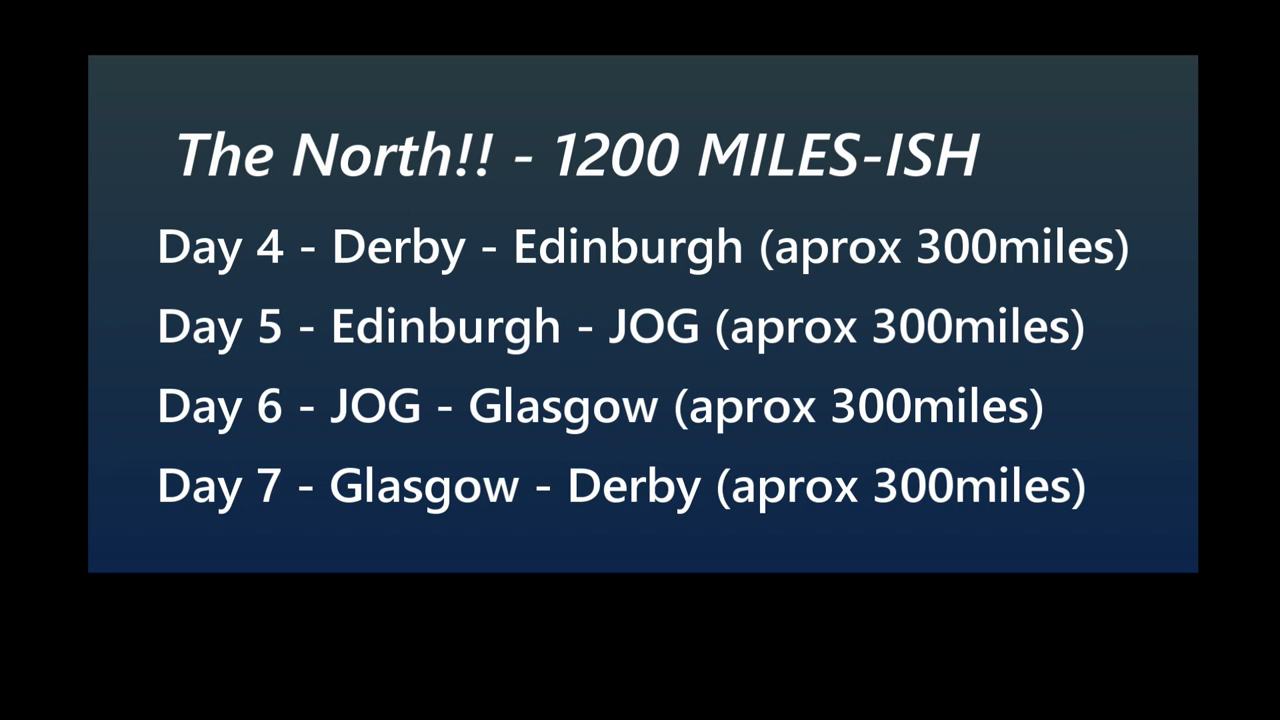 The North!! - 1200 MILES-ISH
Day 4 - Derby - Edinburgh (aprox 300miles)
Day 5 - Edinburgh - JOG (aprox 300miles)
Day 6 - JOG - Glasgow (aprox 300miles)
Day 7 - Glasgow - Derby (aprox 300miles)